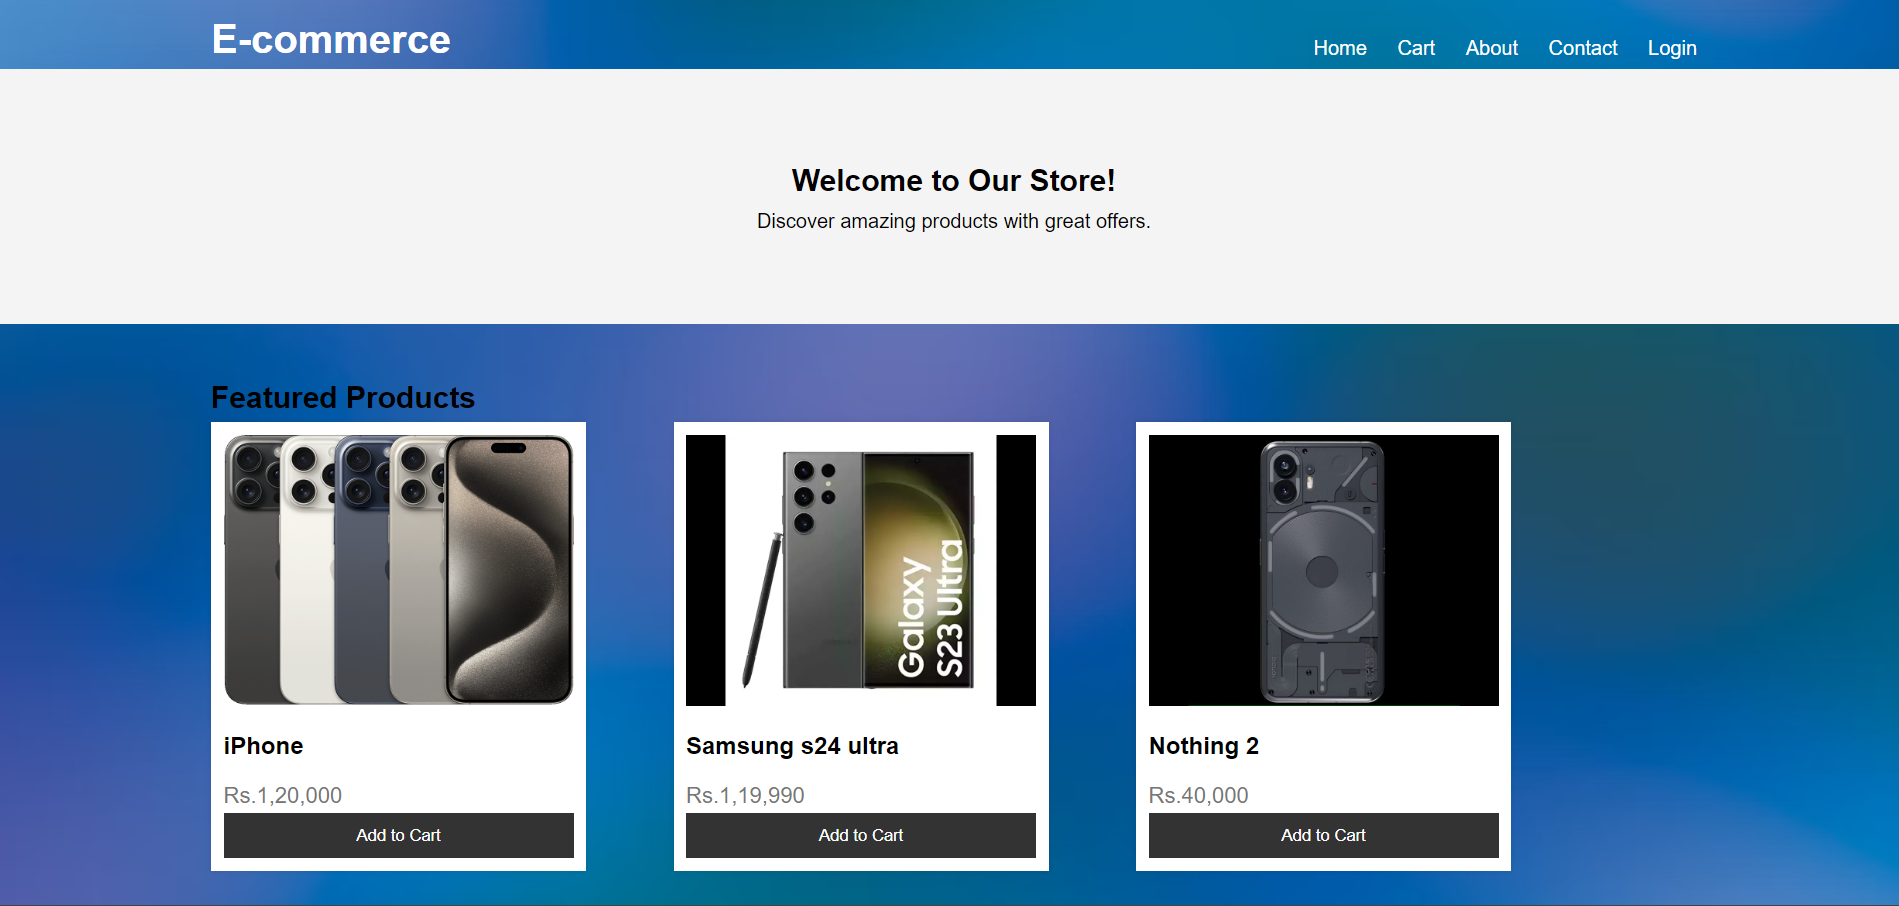 E-commerce
Home Cart About Contact Login
Welcome to Our Store!
Discover amazing products with great offers.
Featured Products
Galaxy
S23 Ultra
iPhone
Samsung s24 ultra
Nothing 2
Rs.1,20,000
Rs.1,19,990
Rs.40,000
Add to Cart
Add to Cart
Add to Cart